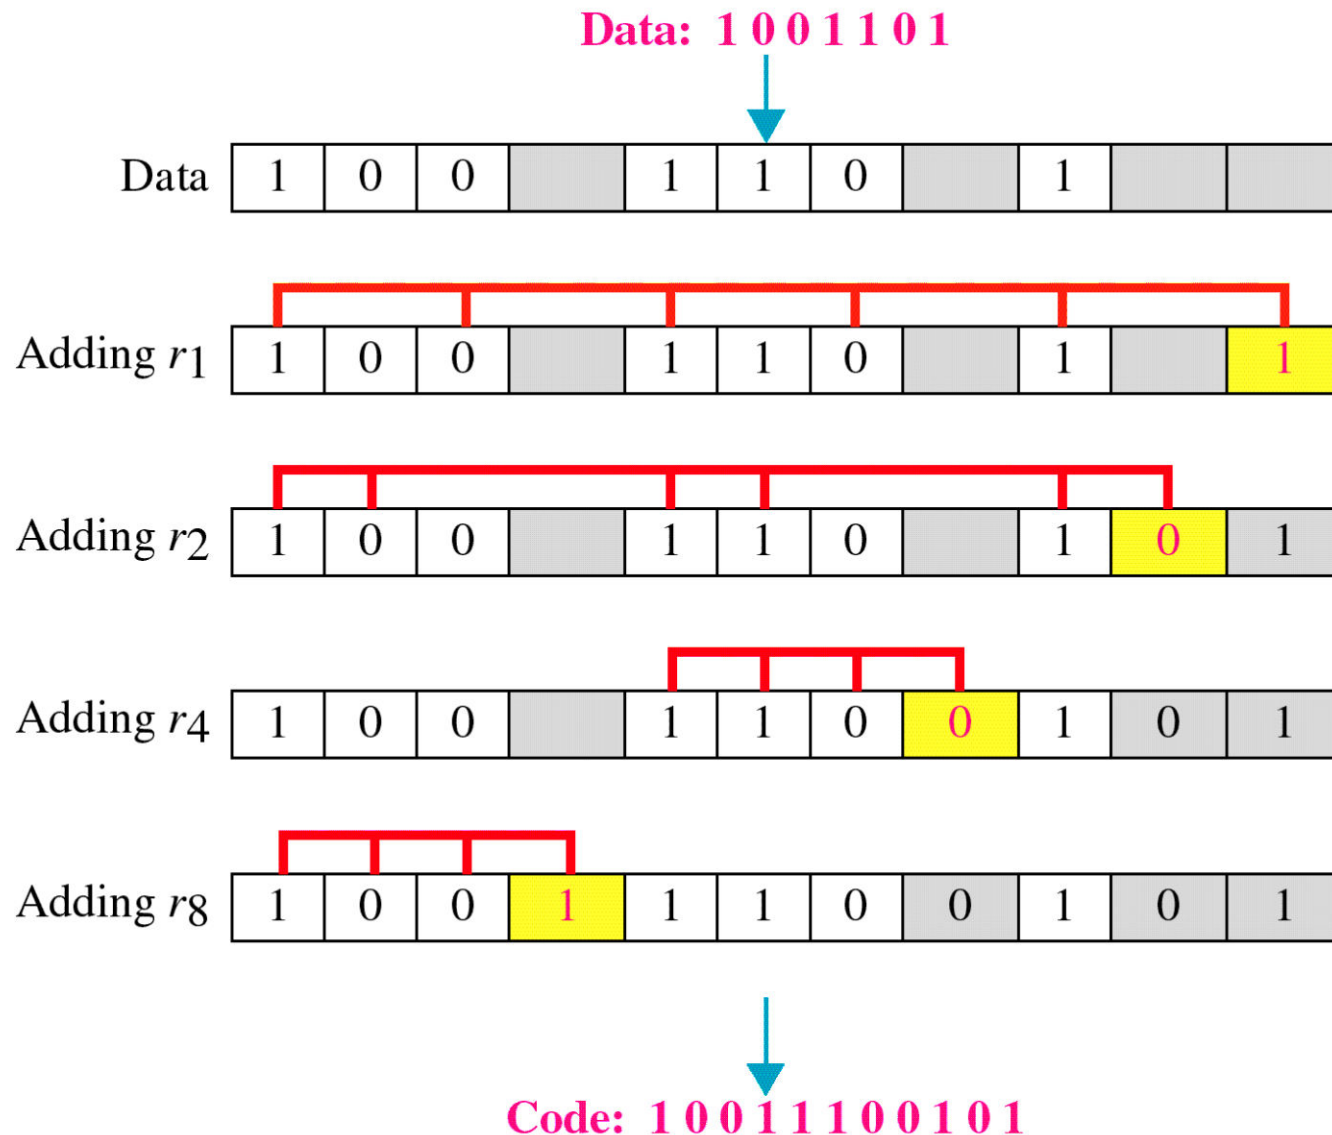 Data: 1 0 0 1 1 0 1
Data 1 0 0 1 1 0 1
Adding r1 1 0 0 1 1 0 1 1
Adding r2 1 0 0 1 1 0 1 0 1
Adding r4 1 0 0 1 1 0 0 1 0 1
Adding r8 1 0 0 1 1 1 0 0 1 0 1
Code: 1 0 0 1 1 1 0 0 1 0 1